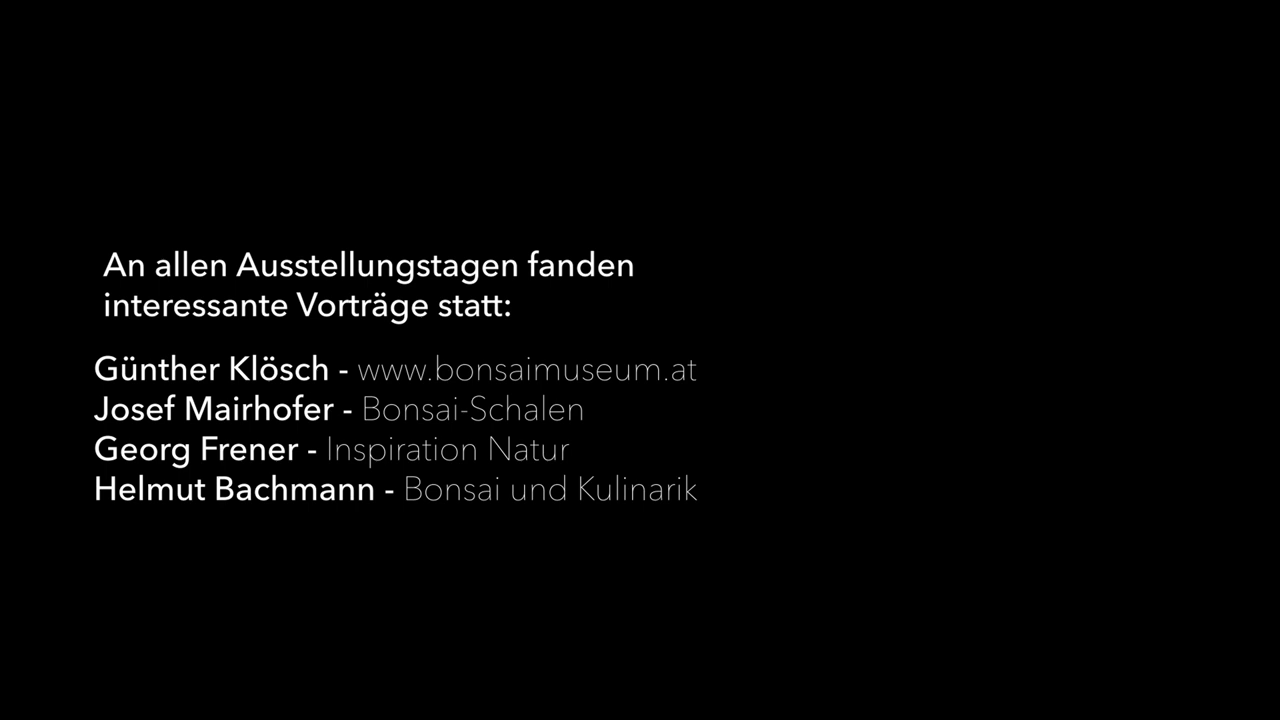 An allen Ausstellungstagen fanden
interessante Vorträge statt:
Günther Klösch - www.bonsaimuseum.at
Josef Mairhofer - Bonsai-Schalen
Georg Frener - Inspiration Natur
Helmut Bachmann - Bonsai und Kulinarik